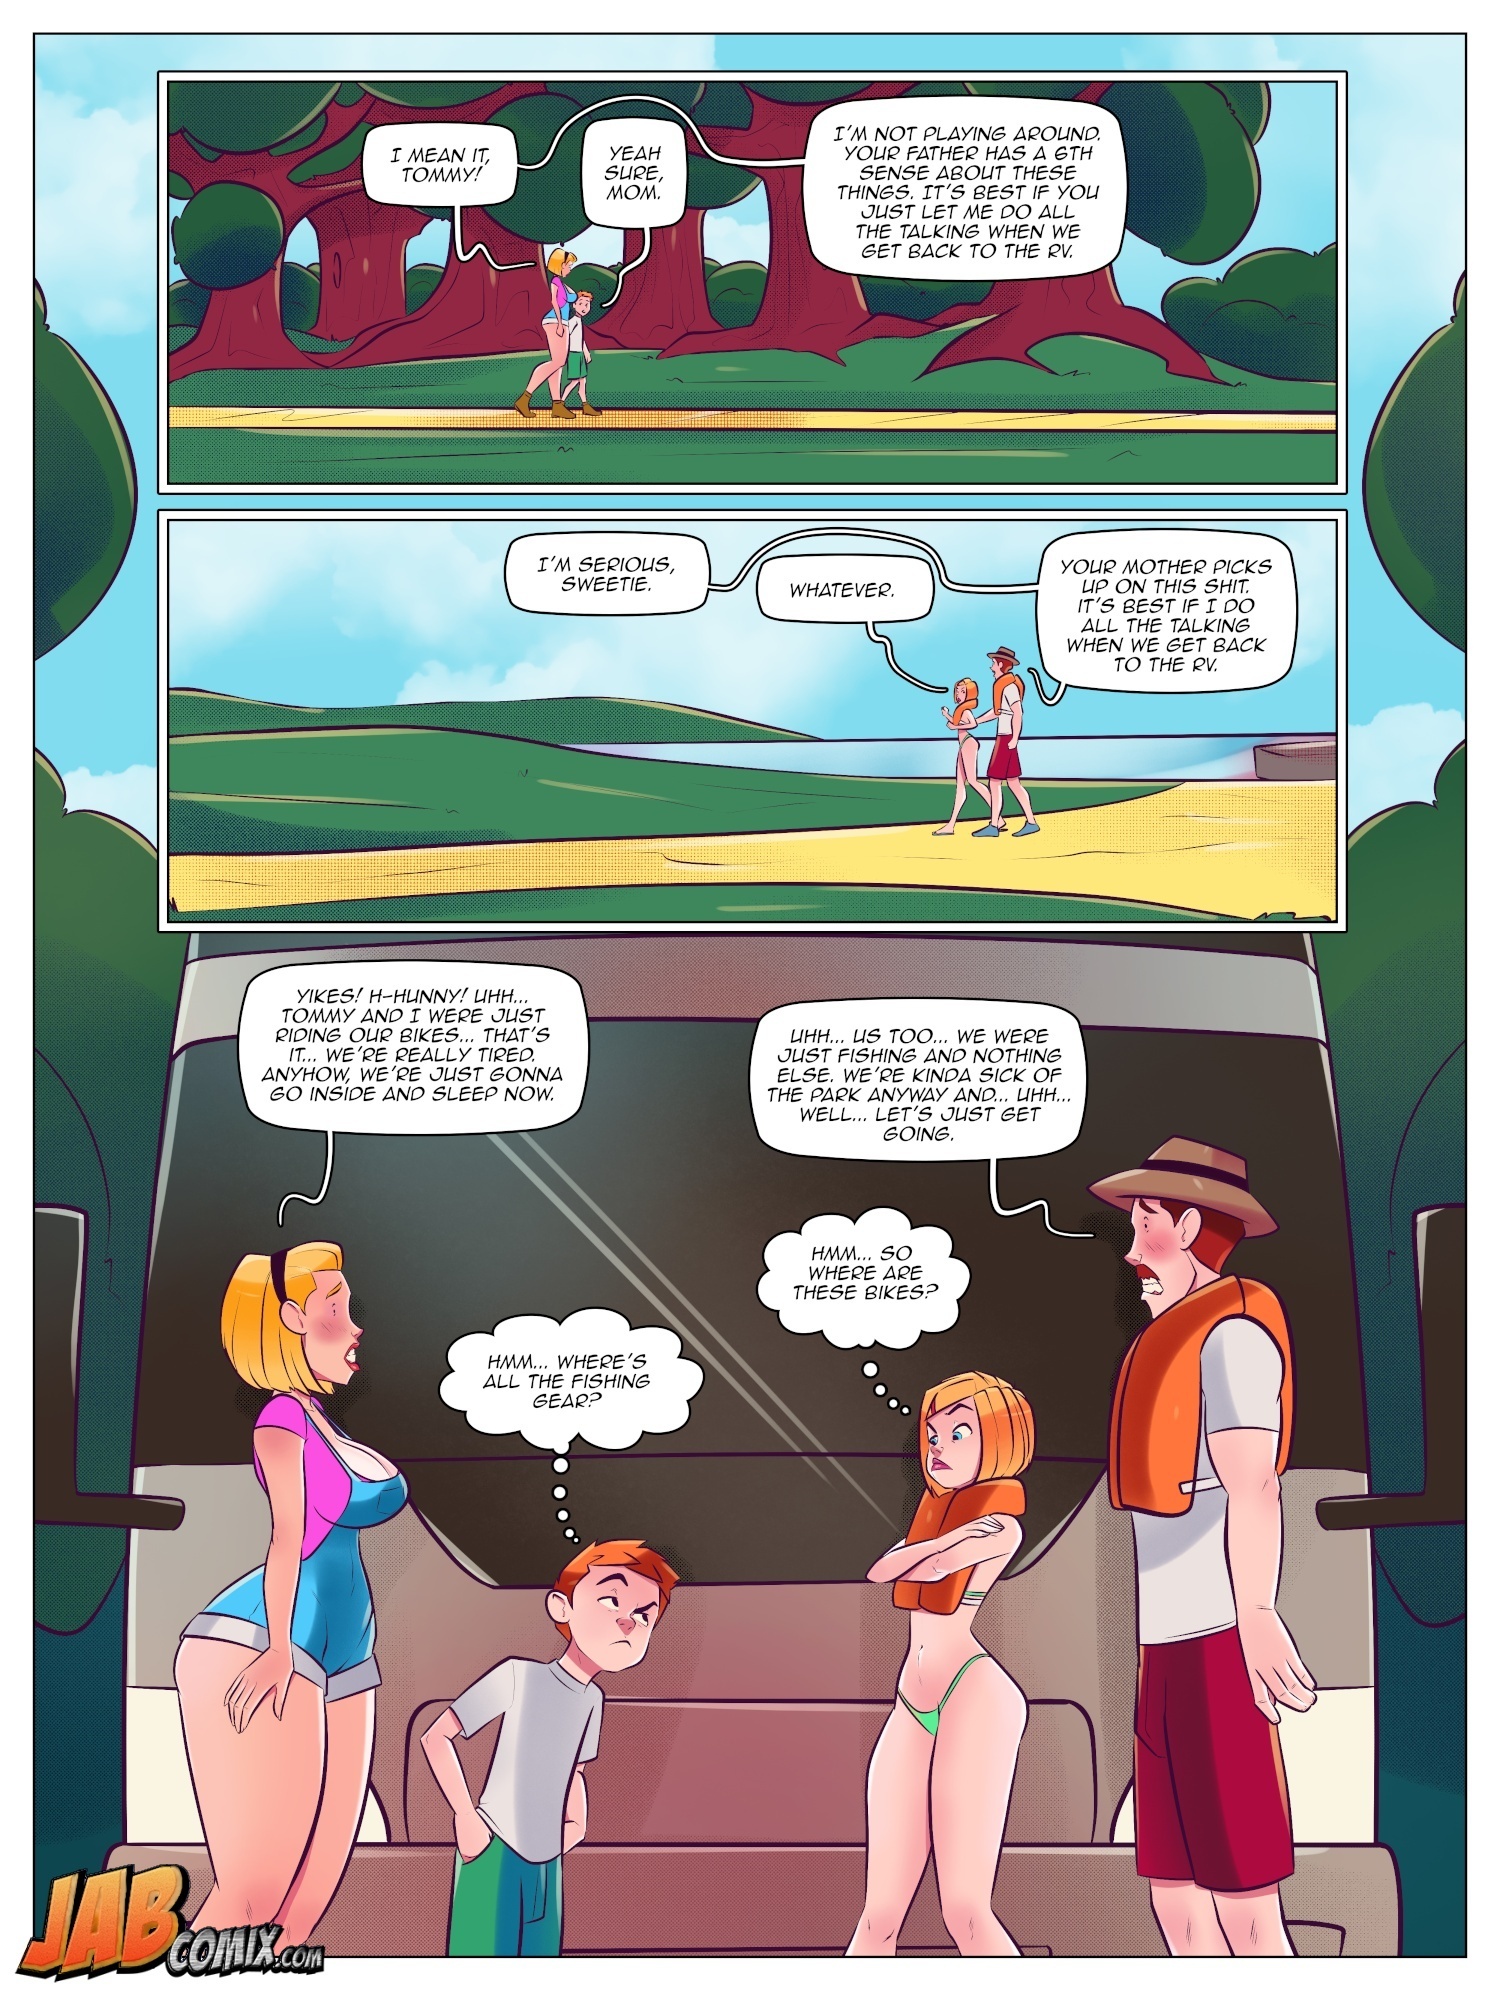 I MEAN IT,
TOMMY!
YEAH
SURE,
MOM.
I'M NOT PLAYING AROUND.
YOUR FATHER HAS A 6TH
SENSE ABOUT THESE
THINGS. IT'S BEST IF YOU
JUST LET ME DO ALL
THE TALKING WHEN WE
GET BACK TO THE RV.
I'M SERIOUS,
SWEETIE.
WHATEVER.
YOUR MOTHER PICKS
UP ON THIS SHIT.
IT'S BEST IF I DO
ALL THE TALKING
WHEN WE GET BACK
TO THE RV.
YIKES! H-HUNNY! UHH...
TOMMY AND I WERE JUST
RIDING OUR BIKES... THAT'S
IT... WE'RE REALLY TIRED.
ANYHOW, WE'RE JUST GONNA
GO INSIDE AND SLEEP NOW.
UHH... US TOO... WE WERE
JUST FISHING AND NOTHING
ELSE. WE'RE KINDA SICK OF
THE PARK ANYWAY AND... UHH...
WELL... LET'S JUST GET
GOING.
HMM... WHERE'S
ALL THE FISHING
GEAR?
HMM... SO
WHERE ARE
THESE BIKES?
JAB
COMIX.COM